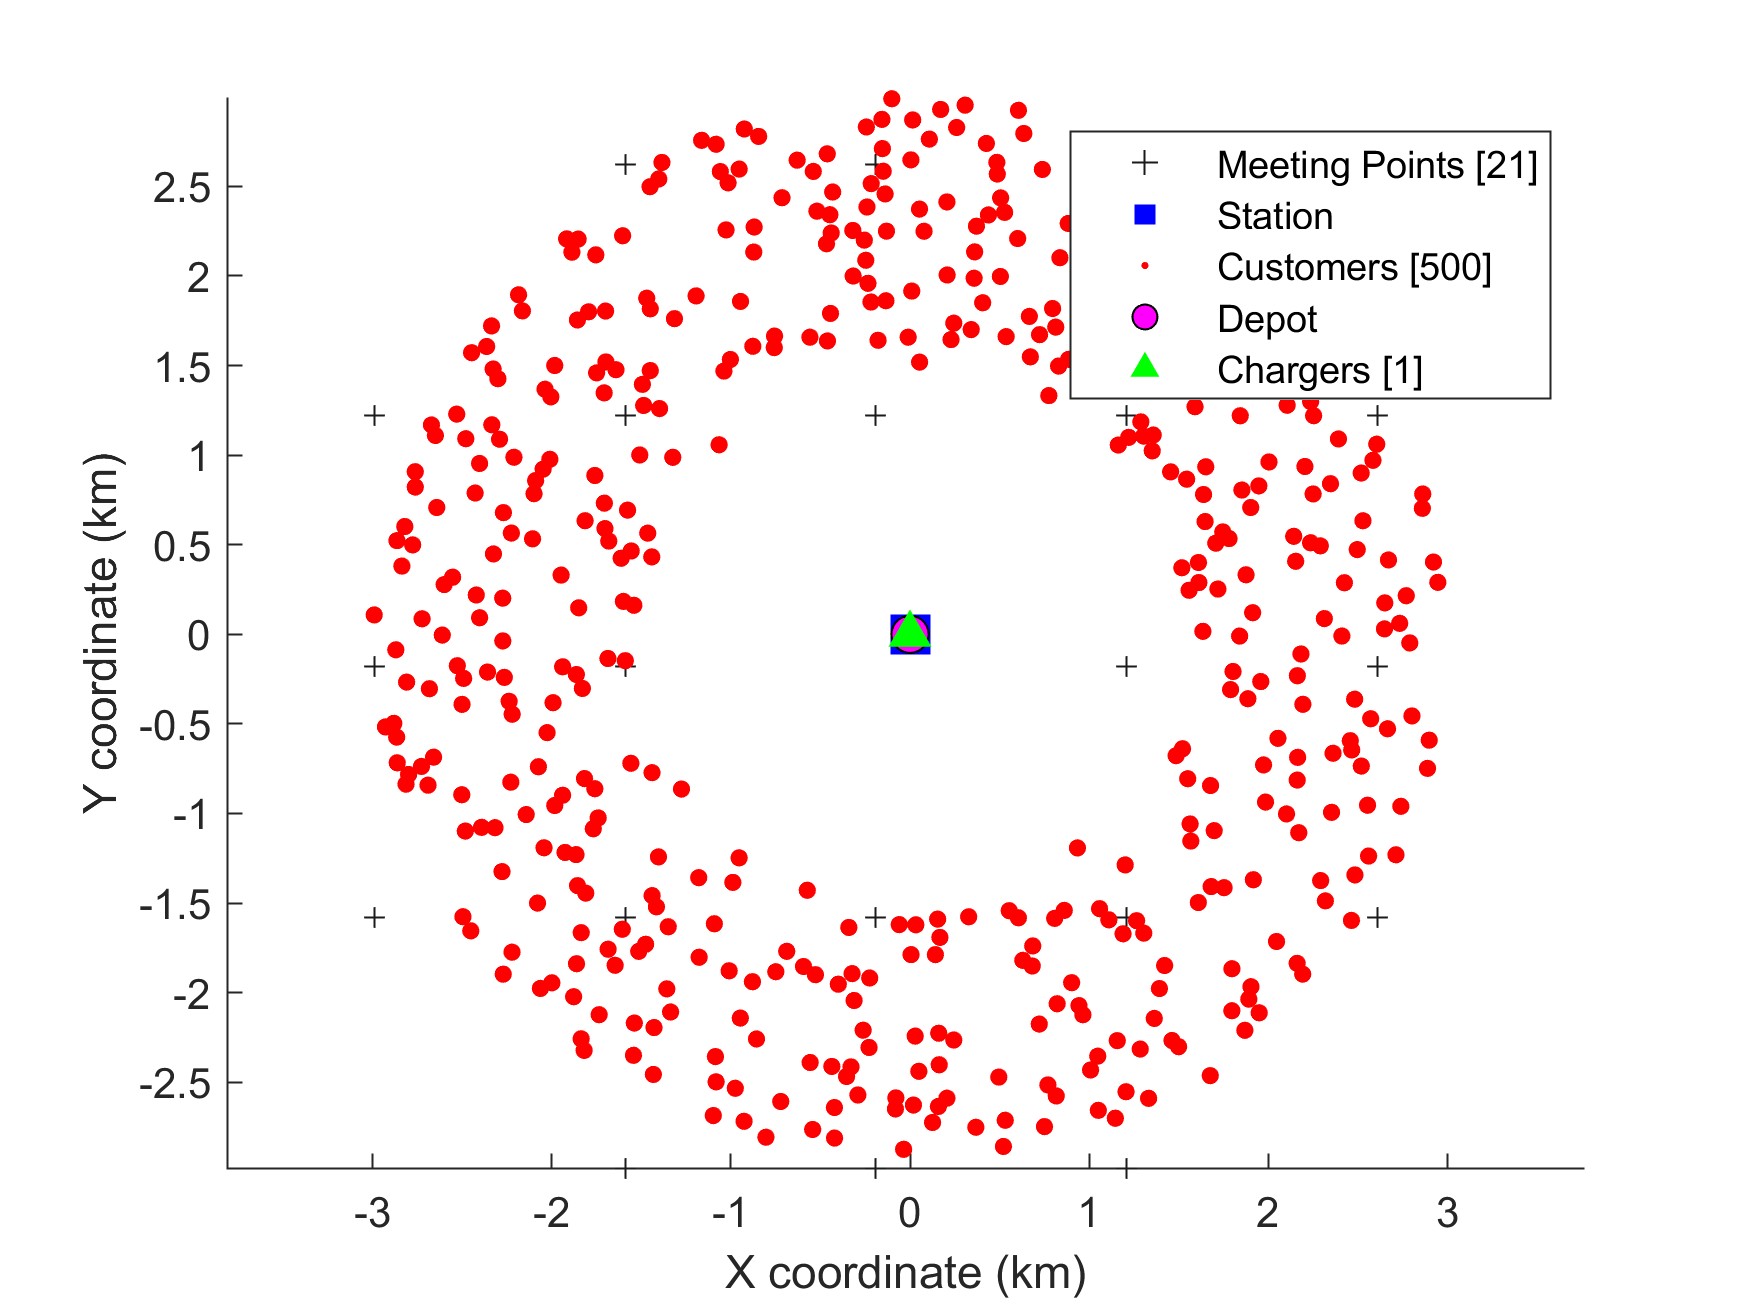 2.5
2
1.5
1
0.5
0
-0.5
-1
-1.5
-2
-2.5
Y coordinate (km)
Meeting Points [21]
Station
Customers [500]
Depot
Chargers [1]
-3 -2 -1 0 1 2 3
X coordinate (km)